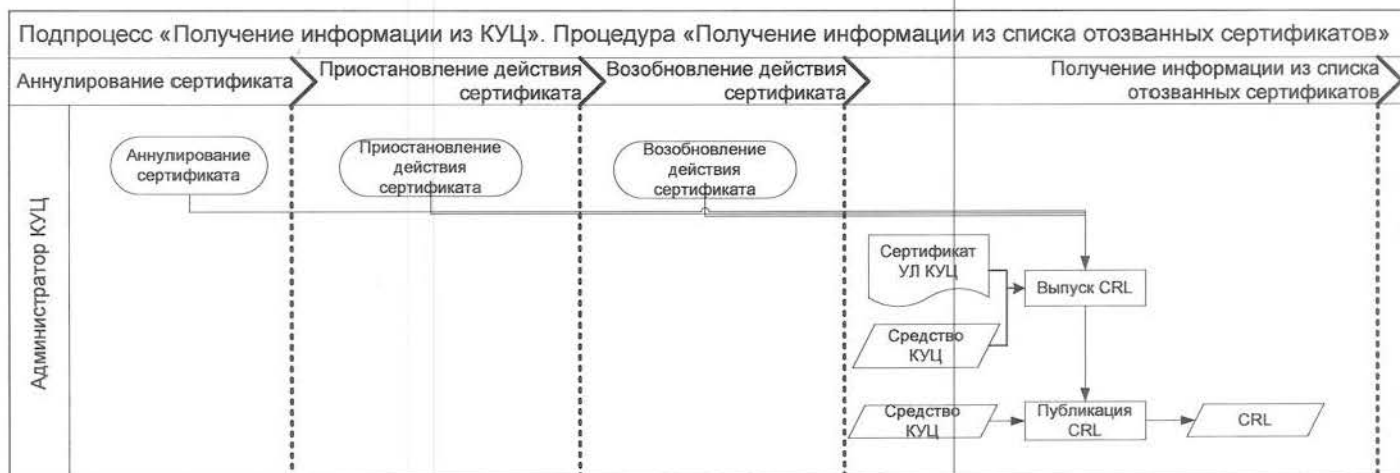 Подпроцесс «Получение информации из КУЦ». Процедура «Получение информации из списка отозванных сертификатов»
Аннулирование сертификата
Приостановление действия
сертификата
Возобновление действия
сертификата
Получение информации из списка
отозванных сертификатов
Администратор КУЦ
Аннулирование
сертификата
Приостановление
действия
сертификата
Возобновление
действия
сертификата
Сертификат
УЛ КУЦ
Выпуск CRL
Средство
КУЦ
Средство
КУЦ
Публикация
CRL
CRL